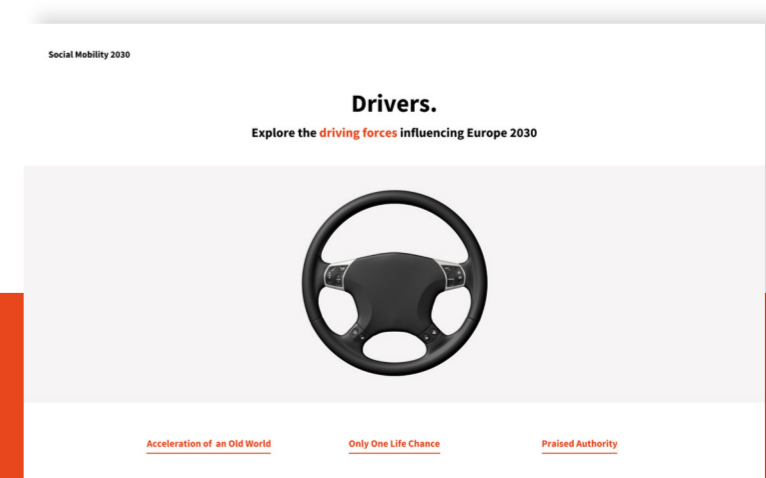 Social Mobility 2030
Drivers.
Explore the driving forces influencing Europe 2030
Acceleration of an Old World
Only One Life Chance
Praised Authority